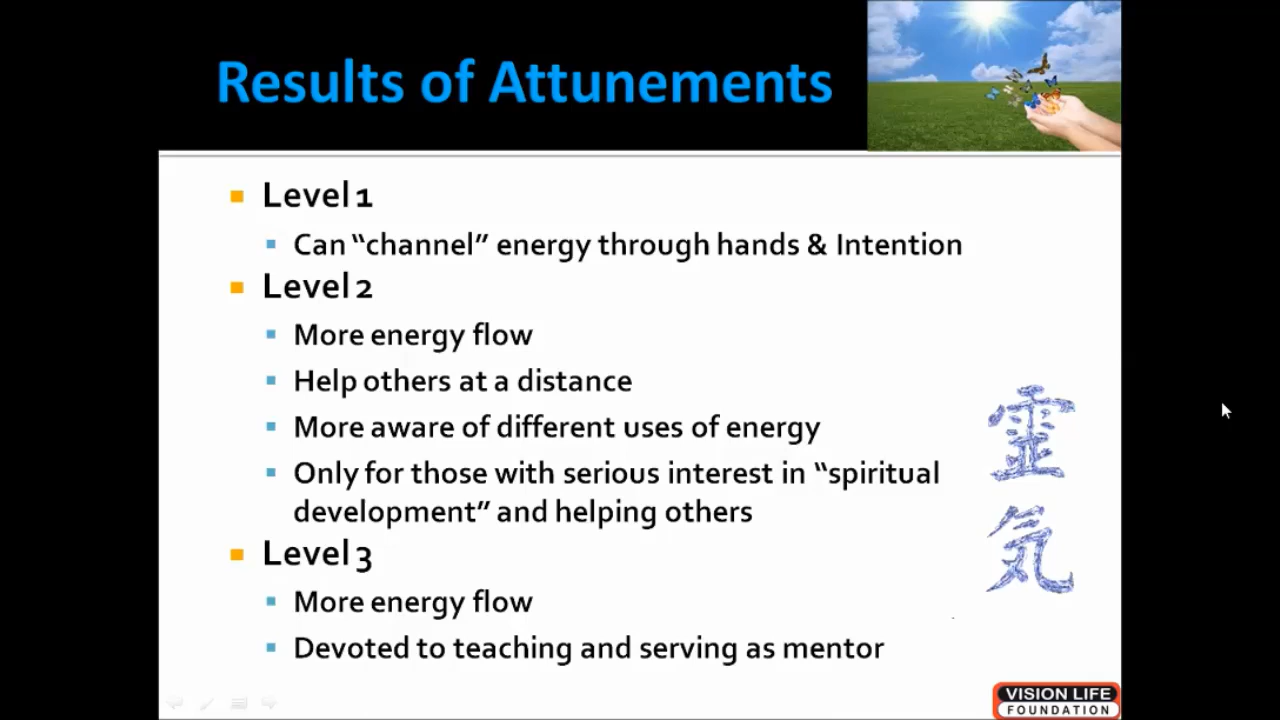 Results of Attunements
Level 1
Can “channel” energy through hands & Intention
Level 2
More energy flow
Help others at a distance
More aware of different uses of energy
Only for those with serious interest in “spiritual
development” and helping others
Level 3
More energy flow
Devoted to teaching and serving as mentor
靈
気
VISION LIFE
FOUNDATION